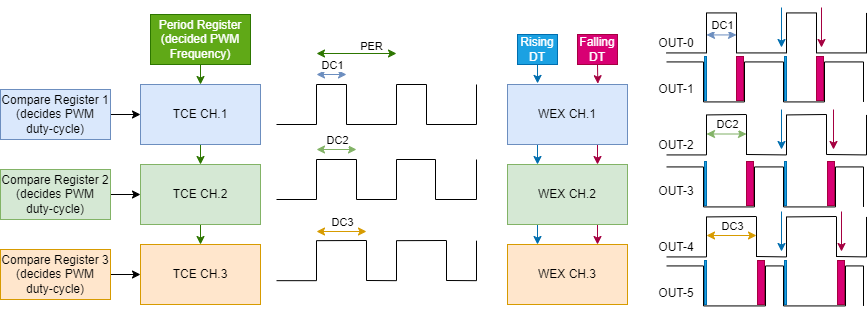 Period Register
(decided PWM
Frequency)
Compare Register 1
(decides PWM
duty-cycle)
TCE CH.1
Compare Register 2
(decides PWM
duty-cycle)
TCE CH.2
Compare Register 3
(decides PWM
duty-cycle)
TCE CH.3
PER
DC1
DC2
DC3
Rising
DT
Falling
DT
WEX CH.1
WEX CH.2
WEX CH.3
DC1
OUT-0
OUT-1
DC2
OUT-2
OUT-3
DC3
OUT-4
OUT-5